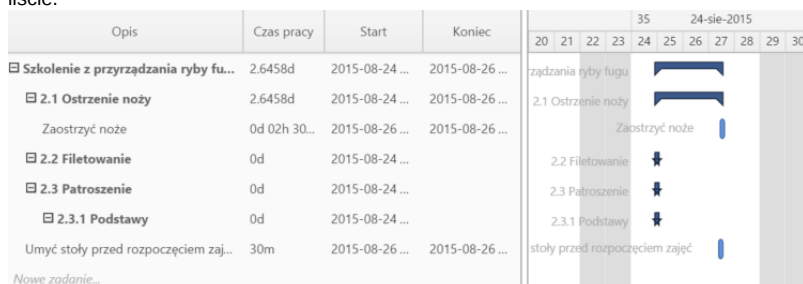 liście:
Opis Czas pracy Start Koniec 35 24-sie-2015
20 21 22 23 24 25 26 27 28 29 30
Szkolenie z przyrządzania ryby fu... 2.6458d 2015-08-24 ... 2015-08-26 ... rządzania ryby fugu
2.1 Ostrzenie noży 2.6458d 2015-08-24 ... 2015-08-26 ... 2.1 Ostrzenie noży
Zaostrzyć noże 0d 02h 30... 2015-08-26 ... 2015-08-26 ... Zaostrzyć noże
2.2 Filetowanie 0d 2015-08-24 ... 2.2 Filetowanie
2.3 Patroszenie 0d 2015-08-24 ... 2.3 Patroszenie
2.3.1 Podstawy 0d 2015-08-24 ... 2.3.1 Podstawy
Umyć stoły przed rozpoczęciem zaj... 30m 2015-08-26 ... 2015-08-26 ... stoły przed rozpoczęciem zajęć
Nowe zadanie...